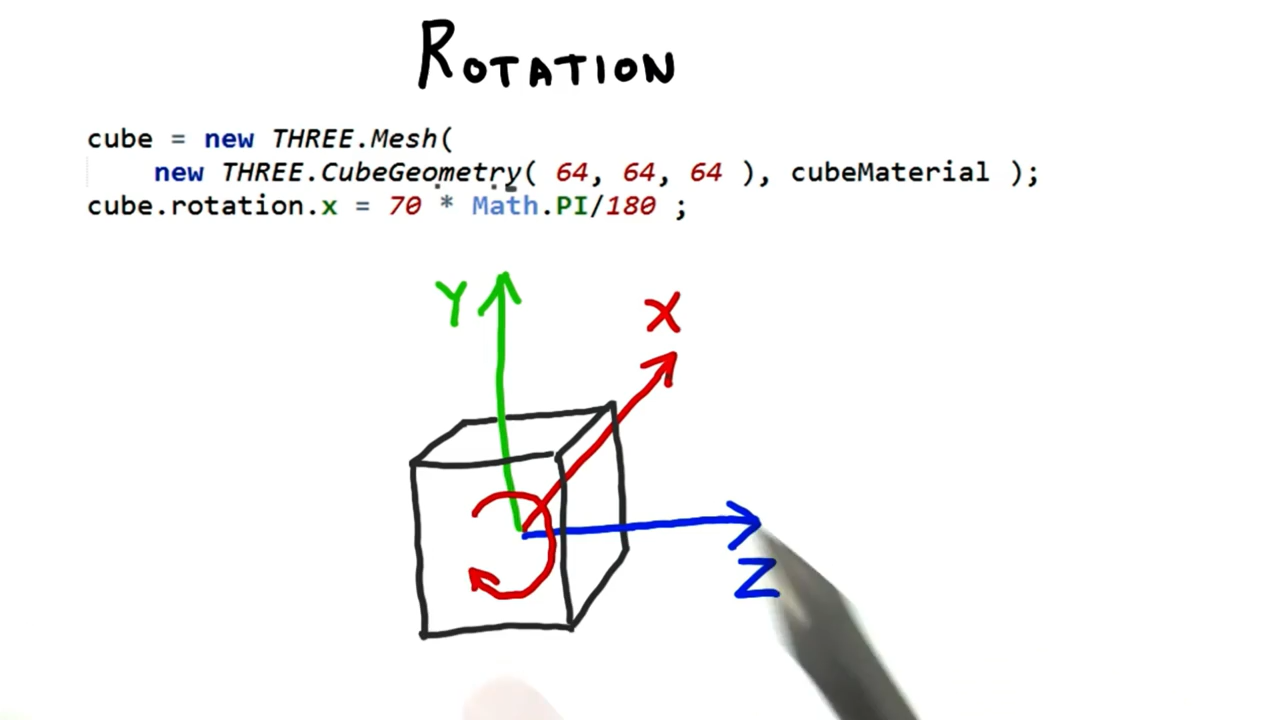 ROTATION
cube = new THREE.Mesh(
new THREE.CubeGeometry( 64, 64, 64 ), cubeMaterial );
cube.rotation.x = 70 * Math.PI/180 ;
Y
X
Z